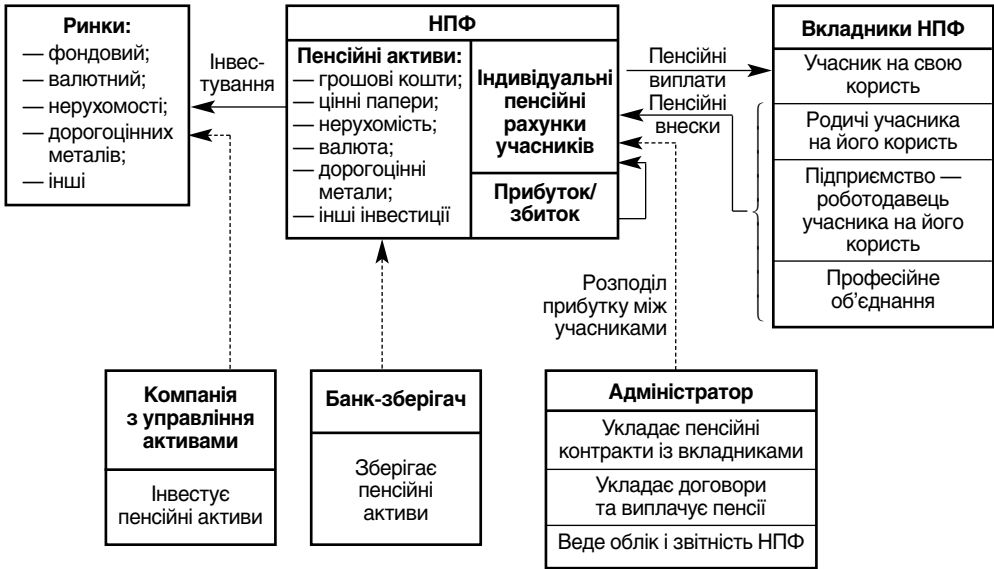 Ринки:
— фондовий;
— валютний;
— нерухомості;
— дорогоцінних
металів;
— інші
Інвес-
тування
НПФ
Пенсійні активи:
— грошові кошти;
— цінні папери;
— нерухомість;
— валюта;
— дорогоцінні
метали;
— інші інвестиції
Індивідуальні
пенсійні
рахунки
учасників
Прибуток/
збиток
Пенсійні
виплати
Пенсійні
внески
Вкладники НПФ
Учасник на свою
користь
Родичі учасника
на його користь
Підприємство —
роботодавець
учасника на його
користь
Професійне
об’єднання
Розподіл
прибутку між
учасниками
Компанія
з управління
активами
Інвестує
пенсійні активи
Банк-зберігач
Зберігає
пенсійні
активи
Адміністратор
Укладає пенсійні
контракти із вкладниками
Укладає договори
та виплачує пенсії
Веде облік і звітність НПФ